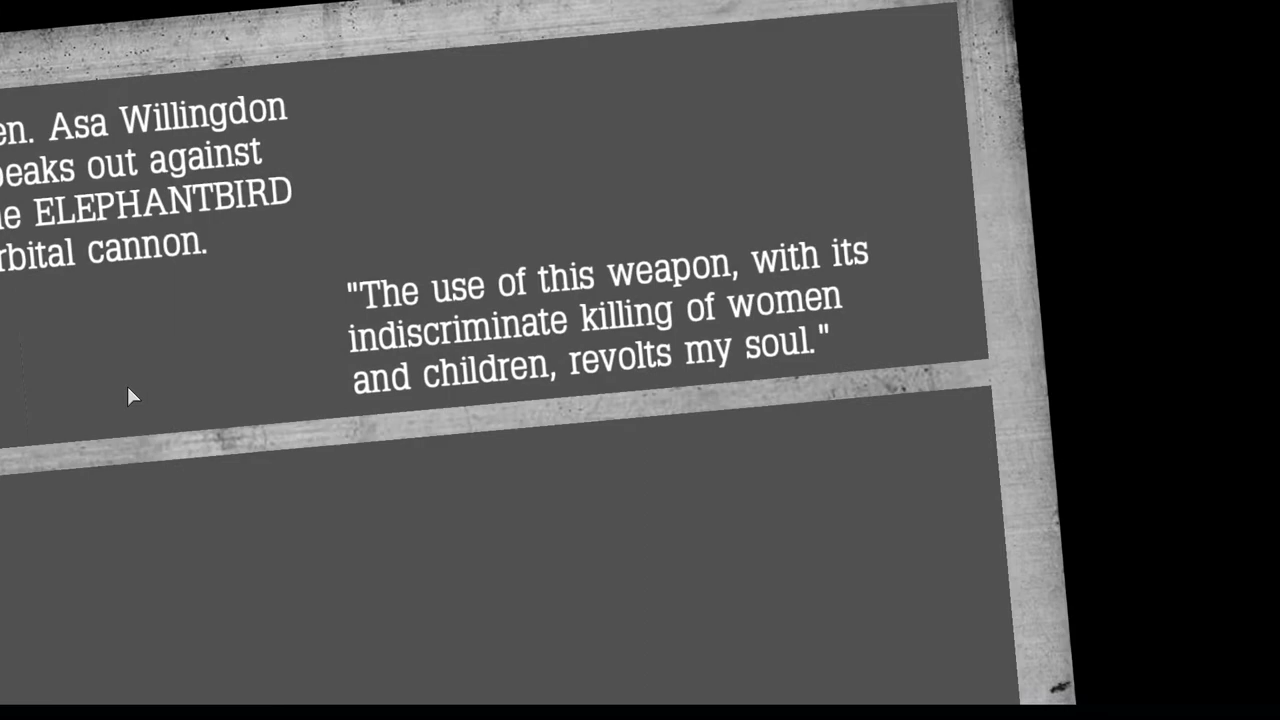 en. Asa Willingdon
peaks out against
he ELEPHANTBIRD
rbital cannon.
"The use of this weapon, with its
indiscriminate killing of women
and children, revolts my soul."